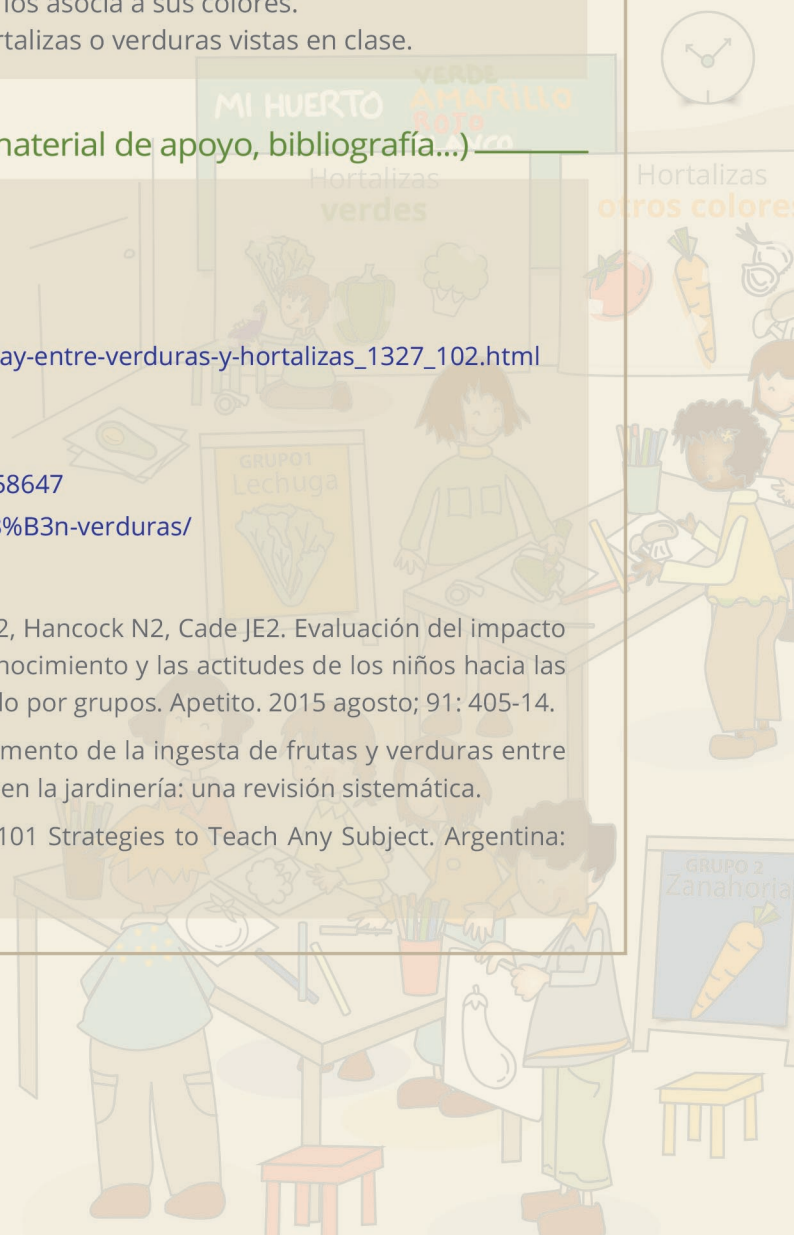 los asocia a sus colores.
rtalizas o verduras vistas en clase.
VERDE
MI HUERTO AMARILLO
ROJO
BLANCO
naterial de apoyo, bibliografía...)
Hortalizas
verdes
Hortalizas
otros colores
ay-entre-verduras-y-hortalizas_1327_102.html
GRUPO1
Lechuga
58647
%B3n-verduras/
2, Hancock N2, Cade JE2. Evaluación del impacto
nocimiento y las actitudes de los niños hacia las
lo por grupos. Apetito. 2015 agosto; 91: 405-14.
mento de la ingesta de frutas y verduras entre
en la jardinería: una revisión sistemática.
101 Strategies to Teach Any Subject. Argentina:
GRUPO 2
Zanahoria